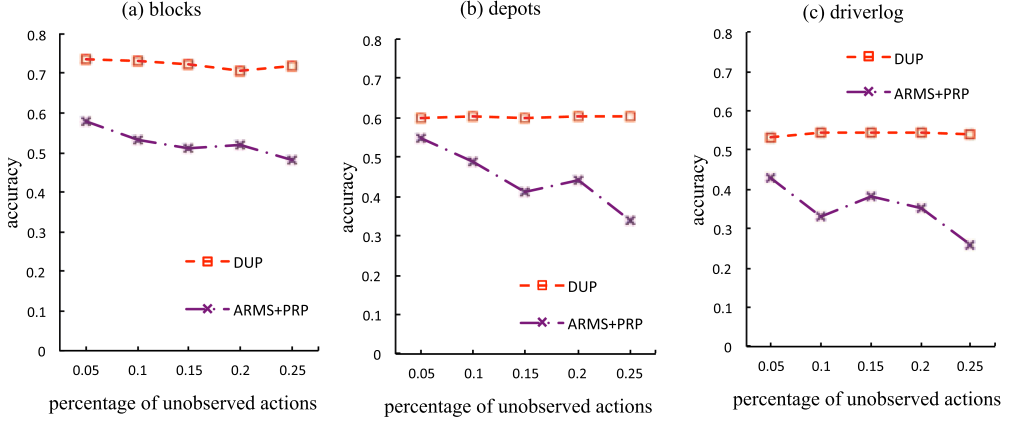 (a) blocks
accuracy
0.8
0.7
0.6
0.5
0.4
0.3
0.2
0.1
0
DUP
ARMS+PRP
0.05 0.1 0.15 0.2 0.25
percentage of unobserved actions
(b) depots
accuracy
0.8
0.7
0.6
0.5
0.4
0.3
0.2
0.1
0
DUP
ARMS+PRP
0.05 0.1 0.15 0.2 0.25
percentage of unobserved actions
(c) driverlog
accuracy
0.8
0.7
0.6
0.5
0.4
0.3
0.2
0.1
0
DUP
ARMS+PRP
0.05 0.1 0.15 0.2 0.25
percentage of unobserved actions